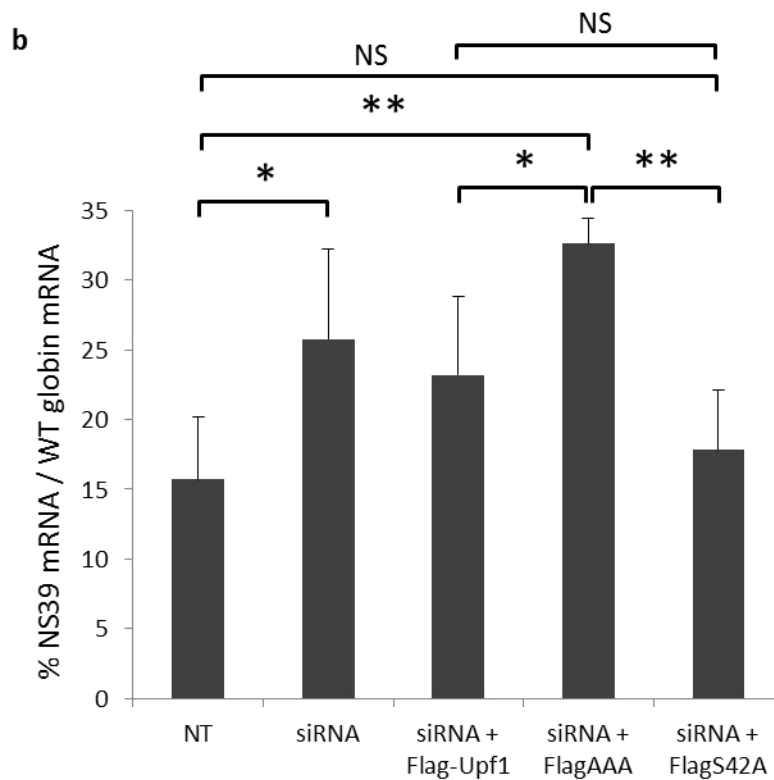 b
NS
NS
**
*
*
**
% NS39 mRNA / WT globin mRNA
35
30
25
20
15
10
5
0
NT
siRNA
siRNA +
Flag-Upf1
siRNA +
FlagAAA
siRNA +
FlagS42A